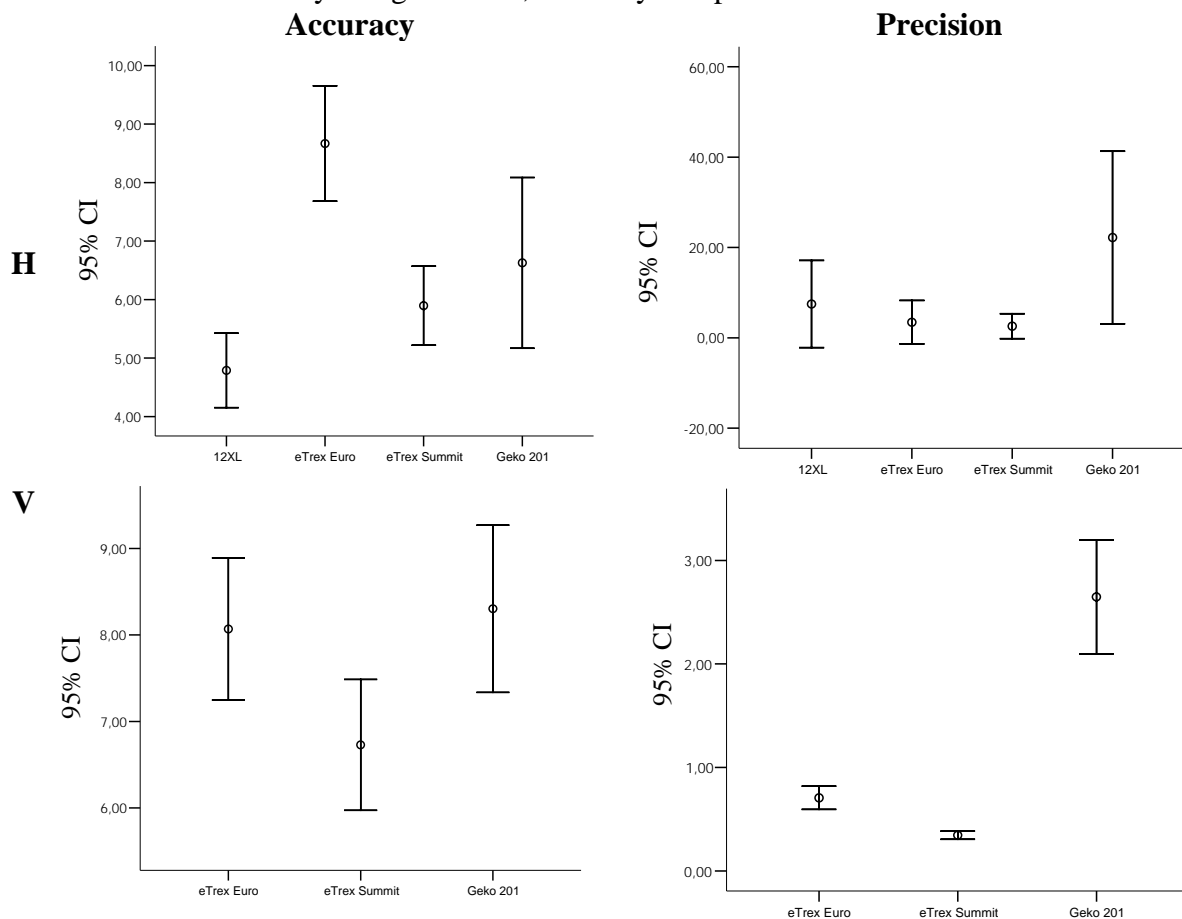 Accuracy Precision
H
95% CI
10,00
9,00
8,00
7,00
6,00
5,00
4,00
12XL eTrex Euro eTrex Summit Geko 201
95% CI
60,00
40,00
20,00
0,00
-20,00
12XL eTrex Euro eTrex Summit Geko 201
V
95% CI
9,00
8,00
7,00
6,00
eTrex Euro eTrex Summit Geko 201
95% CI
3,00
2,00
1,00
0,00
eTrex Euro eTrex Summit Geko 201